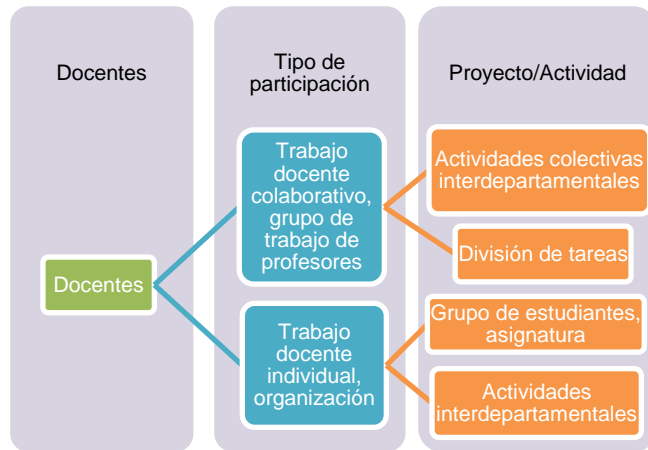 Docentes
Tipo de
participación
Proyecto/Actividad
Docentes
Trabajo
docente
colaborativo,
grupo de
trabajo de
profesores
Actividades colectivas
interdepartamentales
División de tareas
Trabajo
docente
individual,
organización
Grupo de estudiantes,
asignatura
Actividades
interdepartamentales